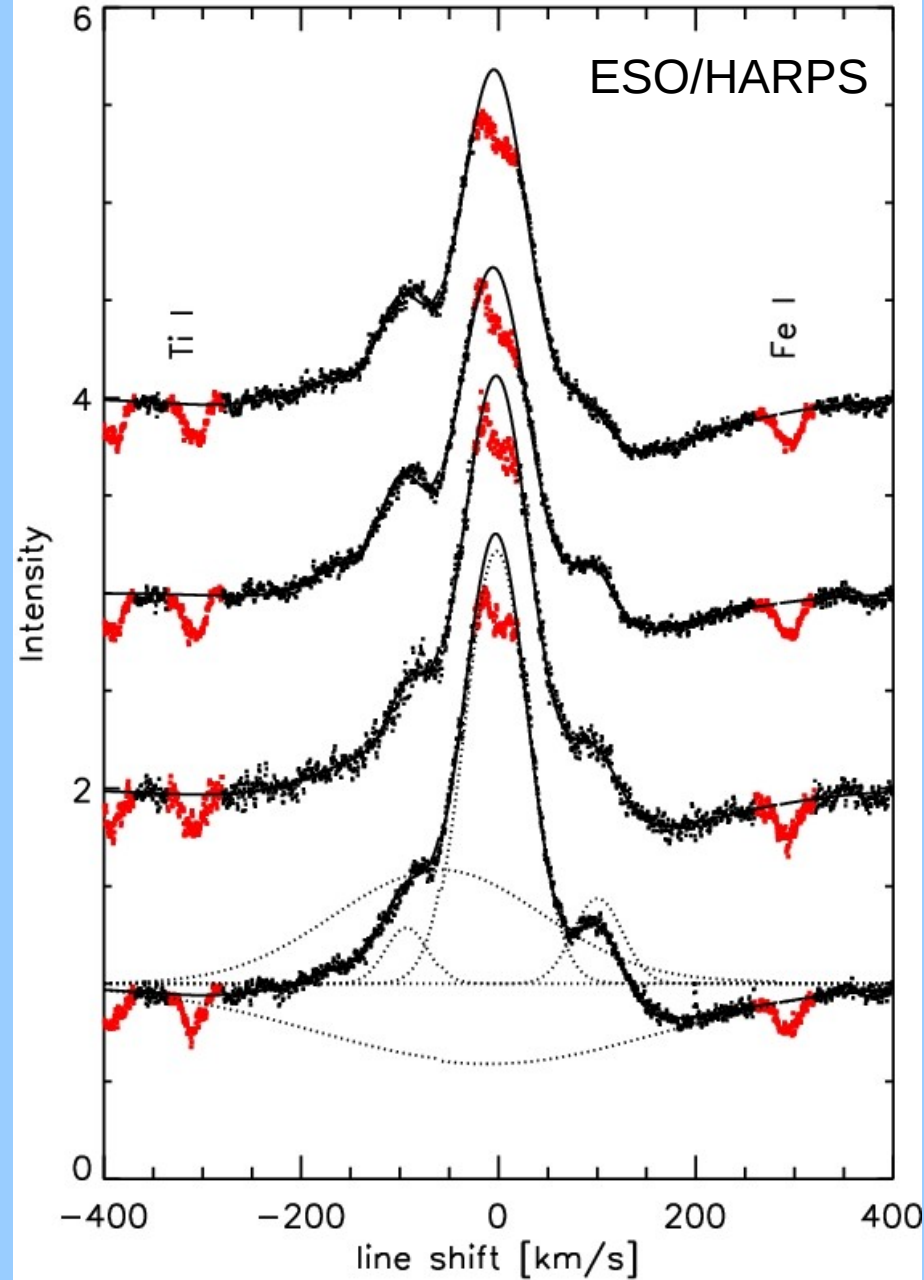 6
ESO/HARPS
Ti I
Fe I
4
Intensity
2
0
−400 −200 0 200 400
line shift [km/s]